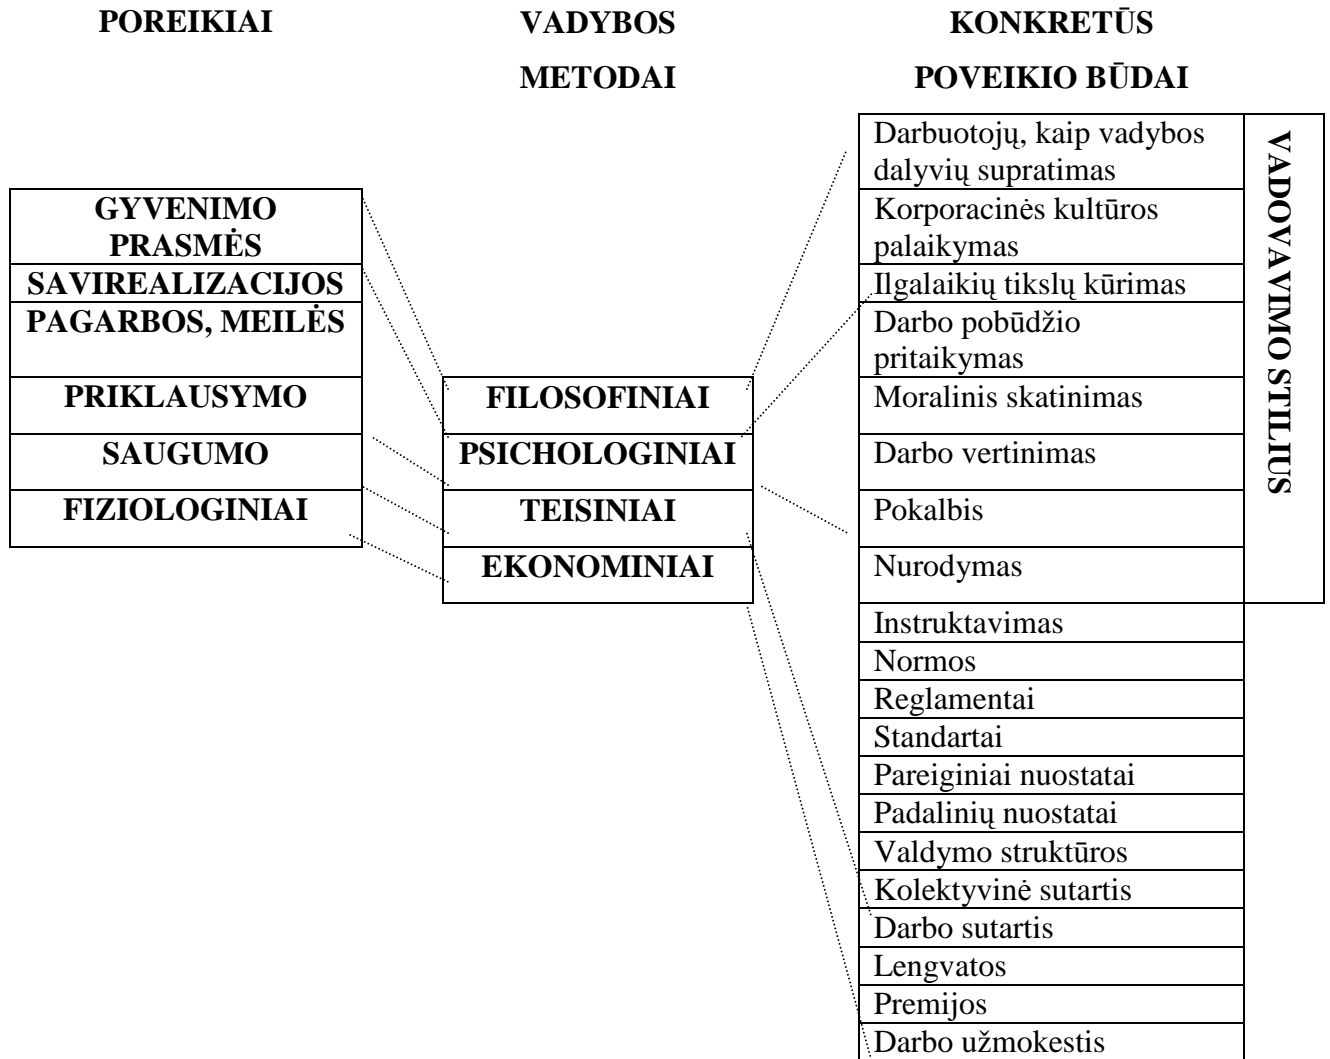 POREIKIAI
VADYBOS
METODAI
KONKRETŪS
POVEIKIO BŪDAI
GYVENIMO
PRASMĖS
SAVIREALIZACIJOS
PAGARBOS, MEILĖS
PRIKLAUSYMO
SAUGUMO
FIZIOLOGINIAI
FILOSOFINIAI
PSICHOLOGINIAI
TEISINIAI
EKONOMINIAI
Darbuotojų, kaip vadybos
dalyvių supratimas
Korporacinės kultūros
palaikymas
Ilgalaikių tikslų kūrimas
Darbo pobūdžio
pritaikymas
Moralinis skatinimas
Darbo vertinimas
Pokalbis
Nurodymas
Instruktavimas
Normos
Reglamentai
Standartai
Pareiginiai nuostatai
Padalinių nuostatai
Valdymo struktūros
Kolektyvinė sutartis
Darbo sutartis
Lengvatos
Premijos
Darbo užmokestis
VADOVAVIMO STILIUS